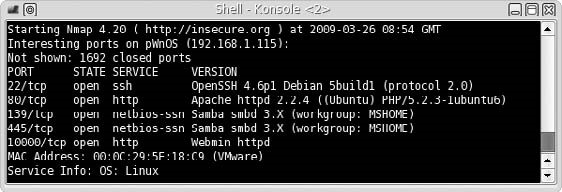 Shell - Konsole <2>
Starting Nmap 4.20 ( http://insecure.org ) at 2009-03-26 08:54 GMT
Interesting ports on pWnOS (192.168.1.115):
Not shown: 1692 closed ports
PORT STATE SERVICE VERSION
22/tcp open ssh OpenSSH 4.6p1 Debian 5build1 (protocol 2.0)
80/tcp open http Apache httpd 2.2.4 ((Ubuntu) PHP/5.2.3-1ubuntu6)
139/tcp open netbios-ssn Samba smbd 3.X (workgroup: MSHOME)
445/tcp open netbios-ssn Samba smbd 3.X (workgroup: MSHOME)
10000/tcp open http Webmin httpd
MAC Address: 00:0C:29:5E:18:C9 (VMware)
Service Info: OS: Linux